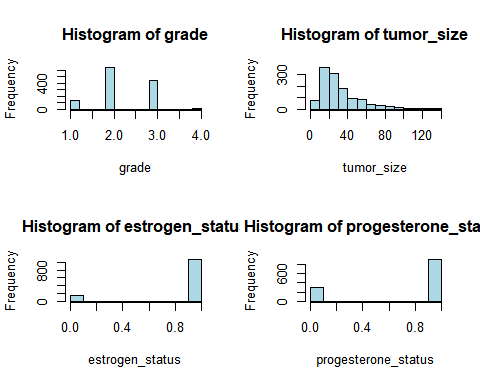 Histogram of grade
Frequency
0
400
1.0 2.0 3.0 4.0
grade
Histogram of tumor_size
Frequency
0
300
0 40 80 120
tumor_size
Histogram of estrogen_statu
Frequency
0
800
0.0 0.4 0.8
estrogen_status
Histogram of progesterone_sta
Frequency
0
600
0.0 0.4 0.8
progesterone_status